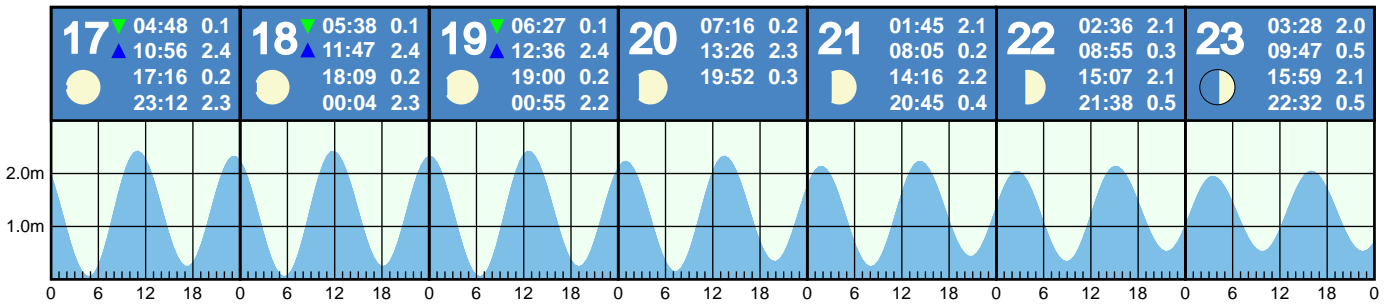 17 ▼ 04:48 0.1
▲ 10:56 2.4
17:16 0.2
23:12 2.3
18 ▼ 05:38 0.1
▲ 11:47 2.4
18:09 0.2
00:04 2.3
19 ▼ 06:27 0.1
▲ 12:36 2.4
19:00 0.2
00:55 2.2
20 07:16 0.2
13:26 2.3
19:52 0.3
21 01:45 2.1
08:05 0.2
14:16 2.2
20:45 0.4
22 02:36 2.1
08:55 0.3
15:07 2.1
21:38 0.5
23 03:28 2.0
09:47 0.5
15:59 2.1
22:32 0.5
2.0m
1.0m
0 6 12 18 0 6 12 18 0 6 12 18 0 6 12 18 0 6 12 18 0 6 12 18 0 6 12 18 0